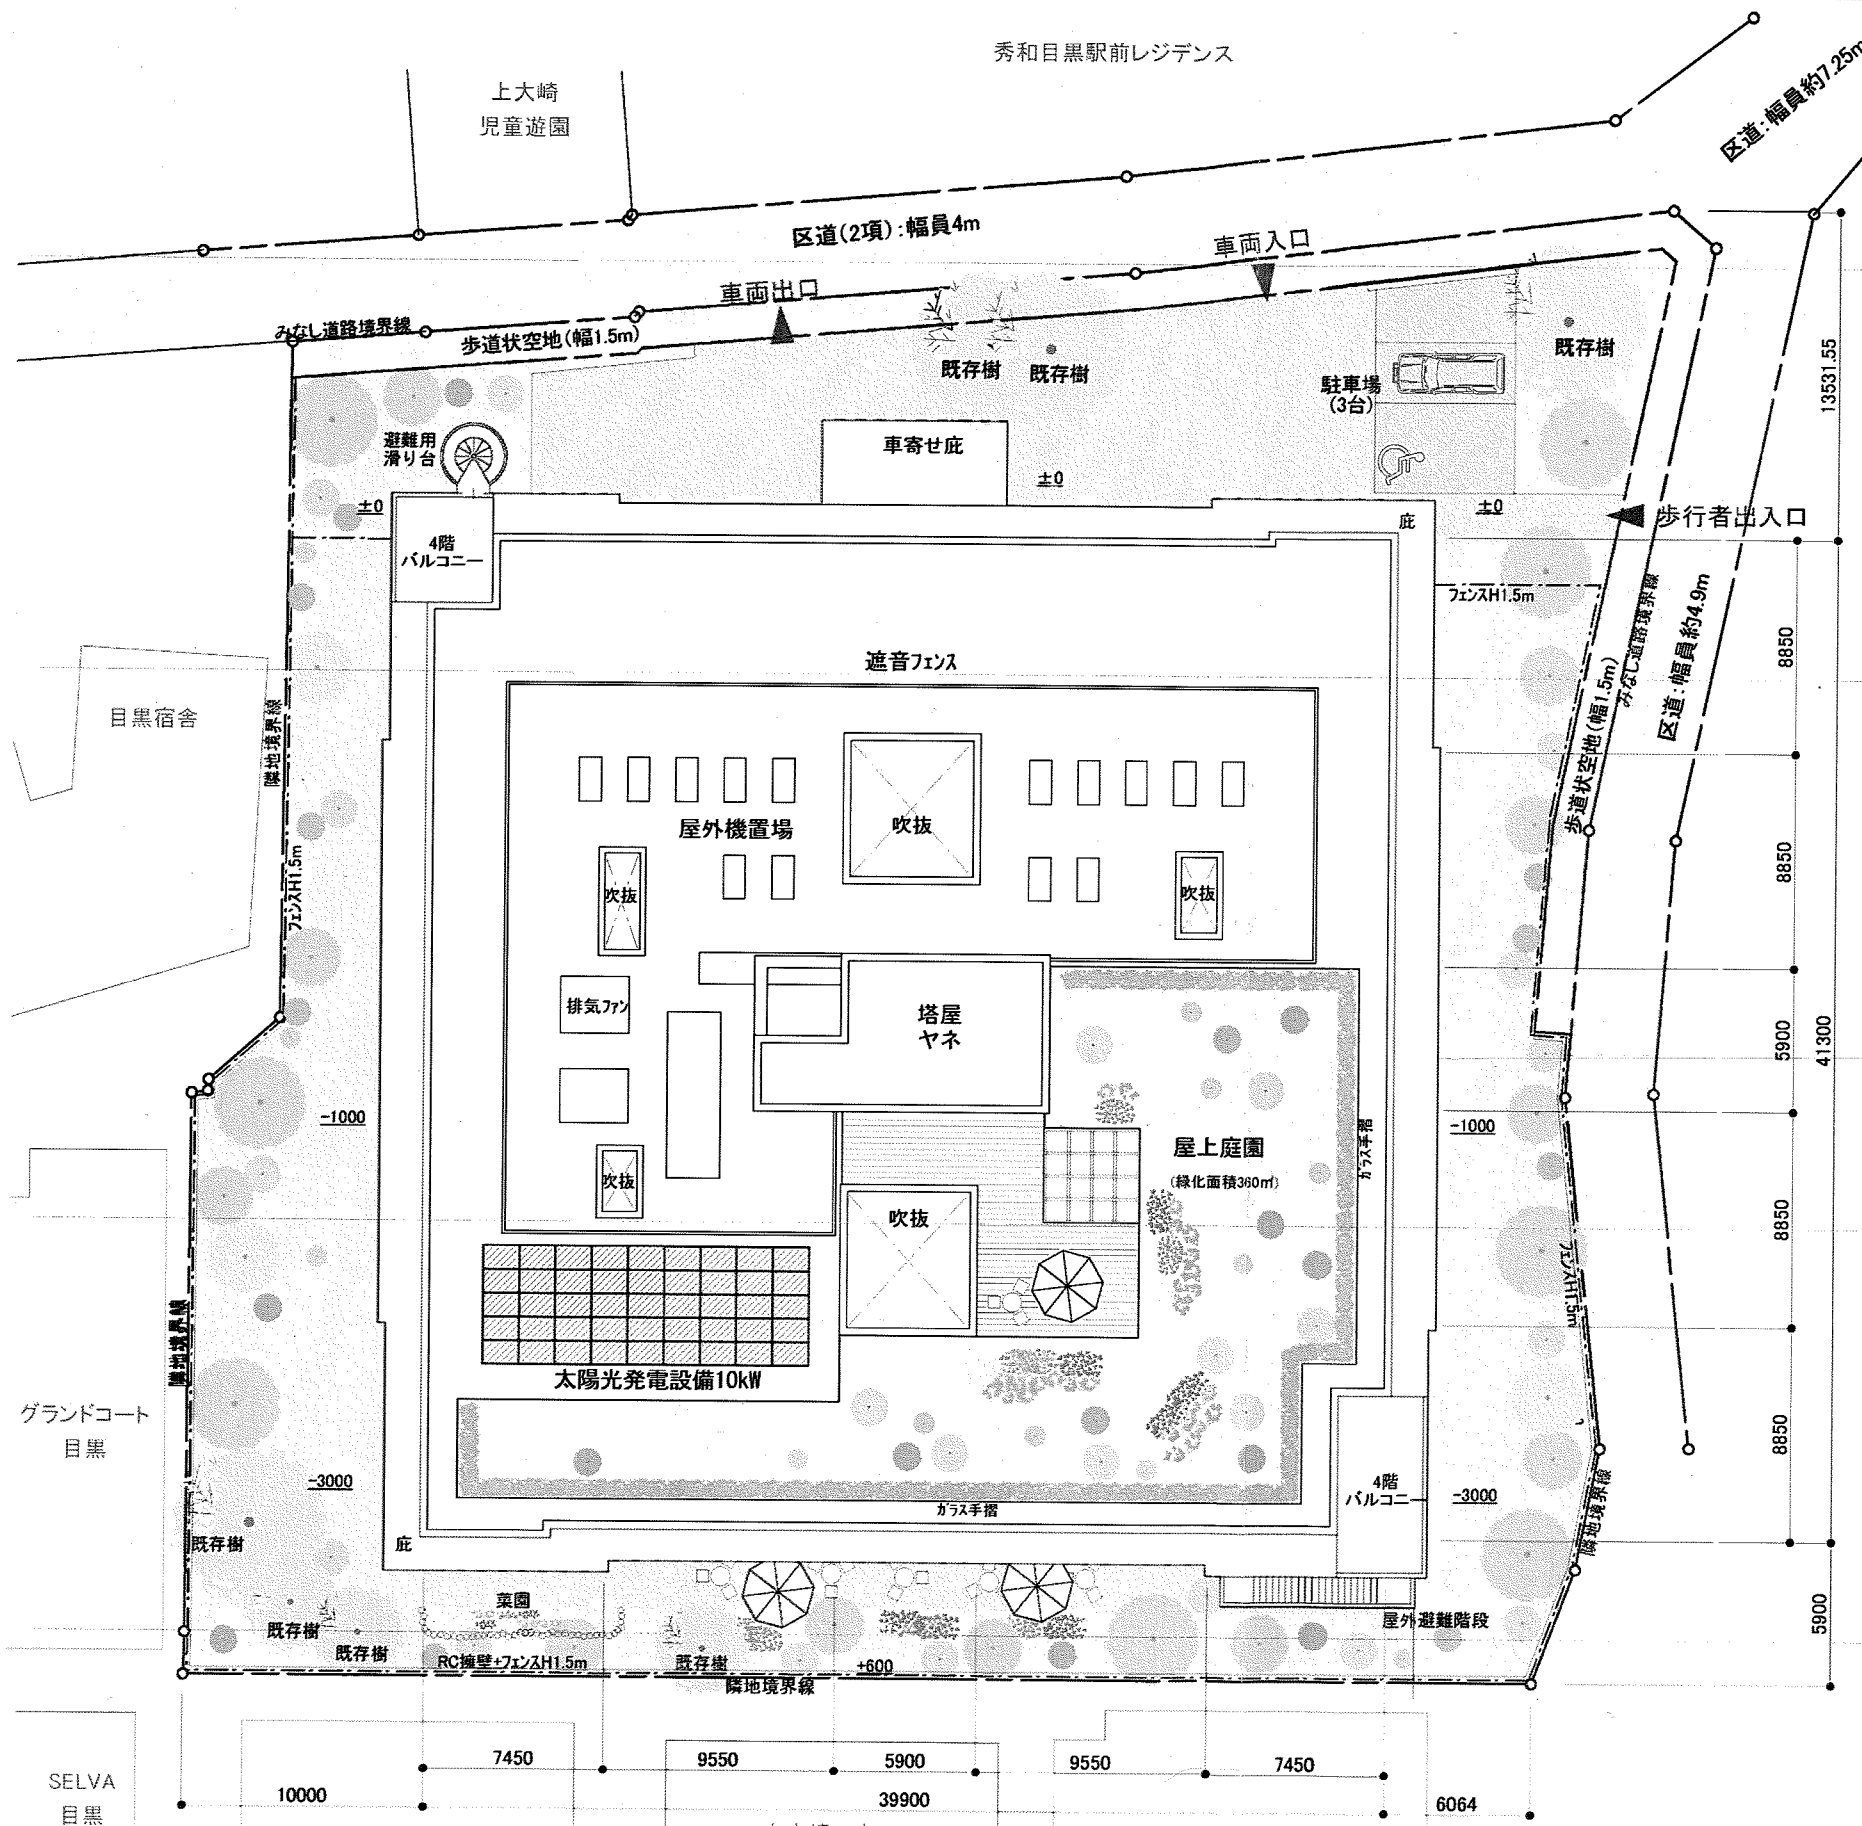 秀和目黒駅前レジデンス
区道:幅員約7.25m
上大崎
児童遊園
区道(2項):幅員4m
車両入口
車両出口
みなし道路境界線
歩道状空地(幅1.5m)
既存樹
既存樹
既存樹
駐車場
(3台)
13531.55
避難用
滑り台
車寄せ庇
±0
±0
±0
歩行者出入口
庇
4階
バルコニー
フェンスH1.5m
みなし道路境界線
区道:幅員約4.9m
歩道状空地(幅1.5m)
8850
遮音フェンス
目黒宿舎
隣地境界線
屋外機置場
吹抜
吹抜
吹抜
8850
フェンスH1.5m
排気ファン
塔屋
ヤネ
5900
41300
-1000
-1000
屋上庭園
(緑化面積360㎡)
ガラス手摺
吹抜
吹抜
8850
フェンスH1.5m
隣地境界線
太陽光発電設備10kW
グランドコート
目黒
8850
-3000
4階
バルコニー
-3000
ガラス手摺
隣地境界線
既存樹
庇
菜園
既存樹
既存樹
RC擁壁+フェンスH1.5m
既存樹
+600
隣地境界線
屋外避難階段
5900
7450
9550
5900
9550
7450
SELVA
目黒
10000
39900
6064